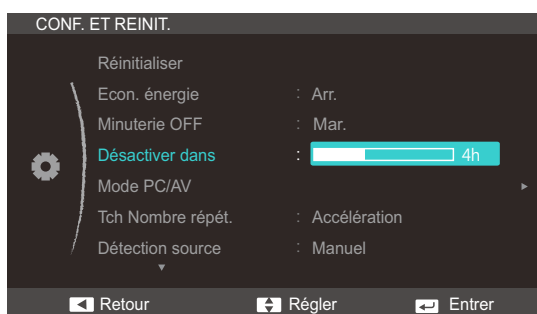 CONF. ET REINIT.
Réinitialiser
Econ. énergie : Arr.
Minuterie OFF : Mar.
Désactiver dans : 4h
Mode PC/AV
Tch Nombre répét. : Accélération
Détection source : Manuel
Retour Régler Entrer